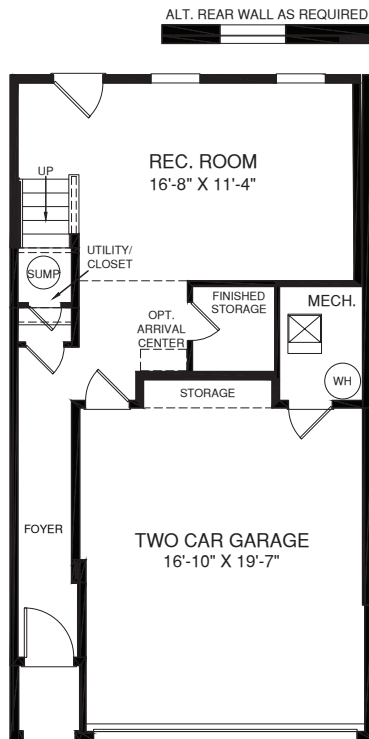 ALT. REAR WALL AS REQUIRED
REC. ROOM
16'-8" X 11'-4"
UP
UTILITY/
CLOSET
SUMP
FINISHED
STORAGE
MECH.
OPT.
ARRIVAL
CENTER
WH
STORAGE
FOYER
TWO CAR GARAGE
16'-10" X 19'-7"